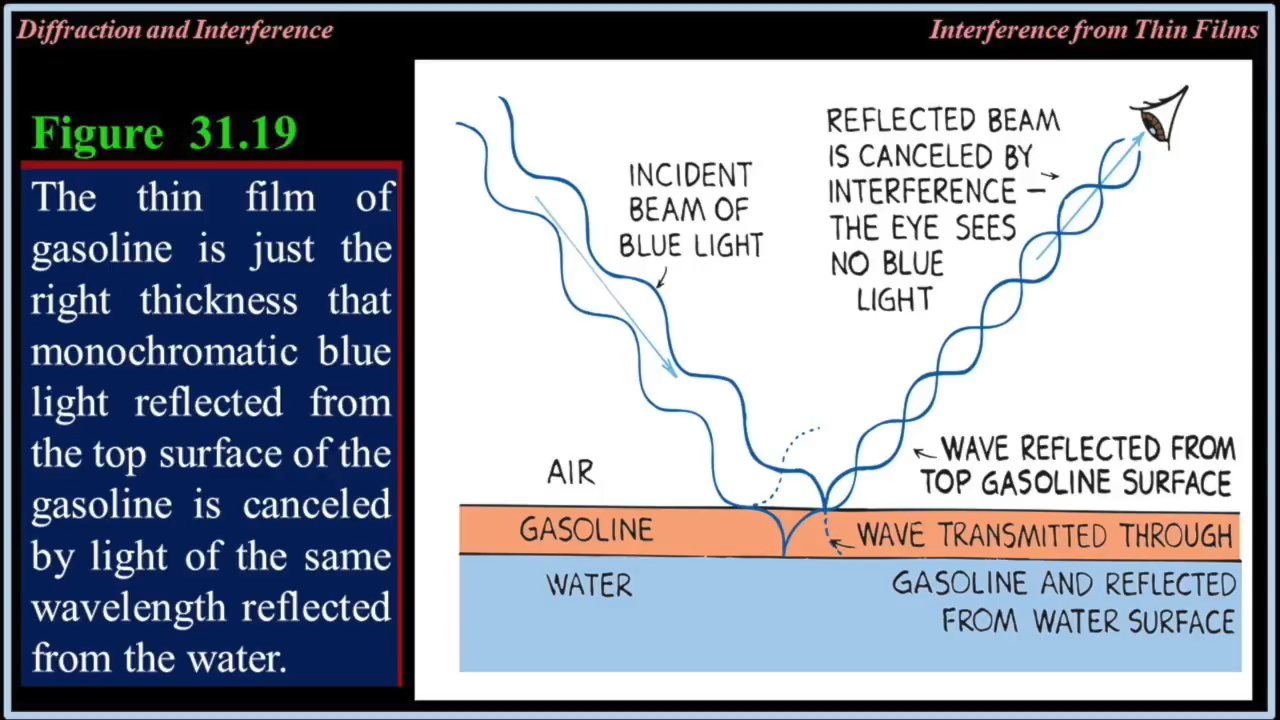 Diffraction and Interference
Interference from Thin Films
Figure 31.19
The thin film of
gasoline is just the
right thickness that
monochromatic blue
light reflected from
the top surface of the
gasoline is canceled
by light of the same
wavelength reflected
from the water.
INCIDENT
BEAM OF
BLUE LIGHT
REFLECTED BEAM
IS CANCELED BY
INTERFERENCE –
THE EYE SEES
NO BLUE
LIGHT
AIR
WAVE REFLECTED FROM
TOP GASOLINE SURFACE
GASOLINE
WAVE TRANSMITTED THROUGH
WATER
GASOLINE AND REFLECTED
FROM WATER SURFACE